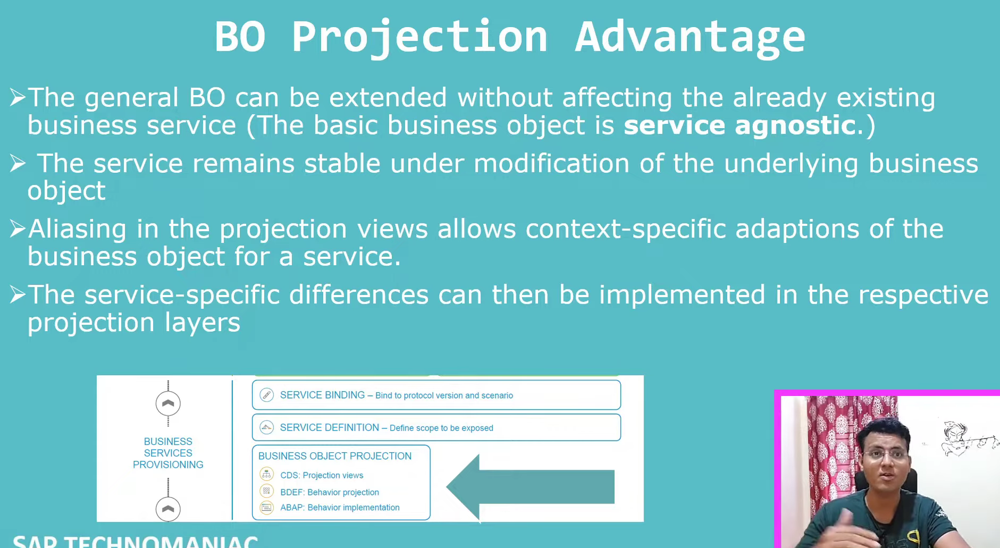 BO Projection Advantage
➢The general BO can be extended without affecting the already existing
business service (The basic business object is service agnostic.)
➢ The service remains stable under modification of the underlying business
object
➢Aliasing in the projection views allows context-specific adaptions of the
business object for a service.
➢The service-specific differences can then be implemented in the respective
projection layers
SERVICE BINDING – Bind to protocol version and scenario
SERVICE DEFINITION – Define scope to be exposed
BUSINESS
SERVICES
PROVISIONING
BUSINESS OBJECT PROJECTION
CDS: Projection views
BDEF: Behavior projection
ABAP: Behavior implementation
SAP TECHNOMANIAC